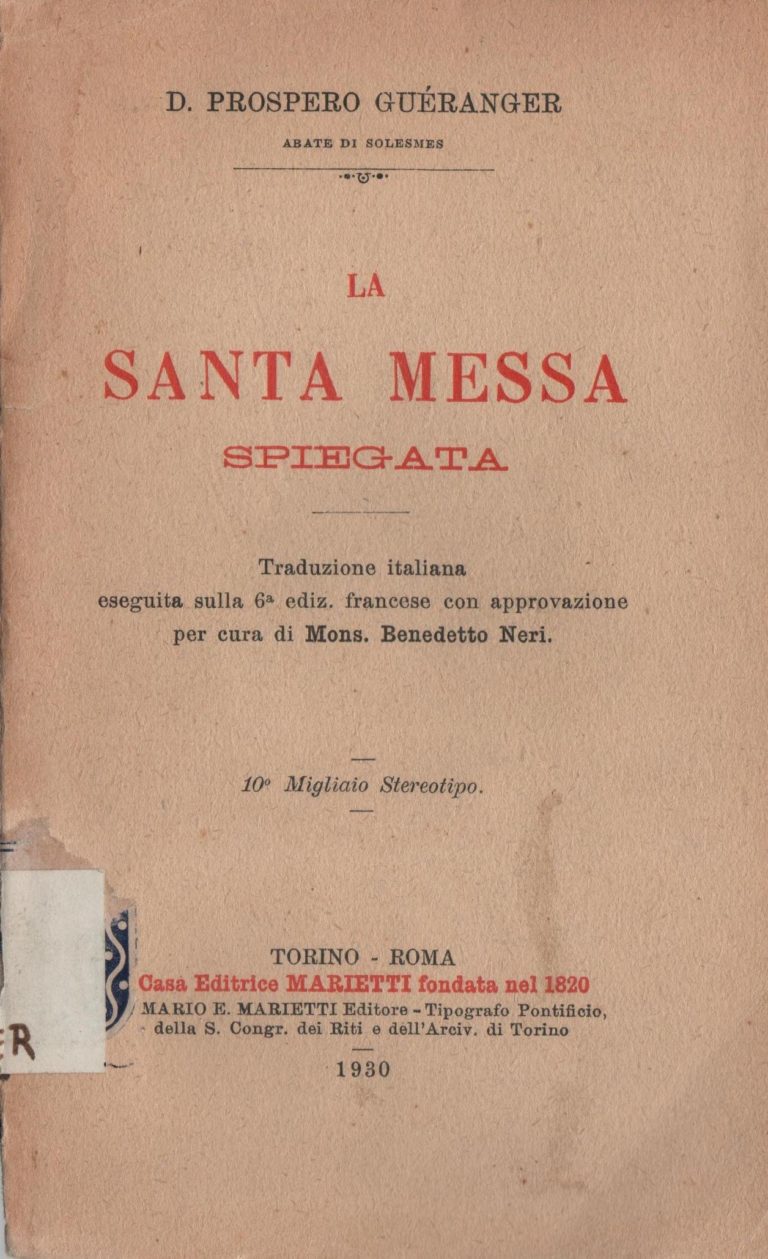 D. PROSPERO GUÉRANGER
ABATE DI SOLESMES
LA
SANTA MESSA
SPIEGATA
Traduzione italiana
eseguita sulla 6ª ediz. francese con approvazione
per cura di Mons. Benedetto Neri.
10º Migliaio Stereotipo.
TORINO - ROMA
Casa Editrice MARIETTI fondata nel 1820
MARIO E. MARIETTI Editore - Tipografo Pontificio,
della S. Congr. dei Riti e dell'Arciv. di Torino
1930